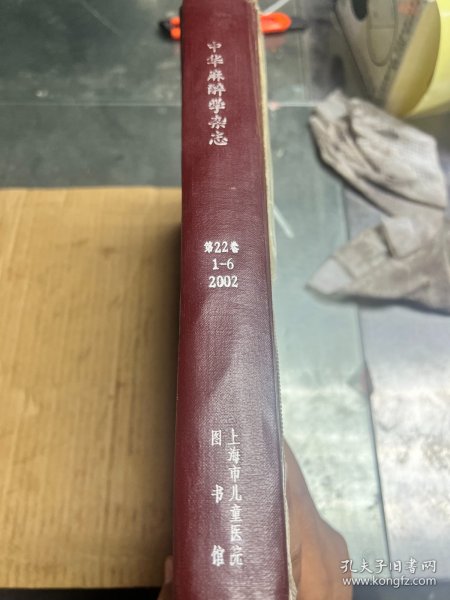 中华麻醉学杂志
第22卷
1-6
2002
上海市儿童医院
图书馆
孔夫子旧书网
www.kongfz.com